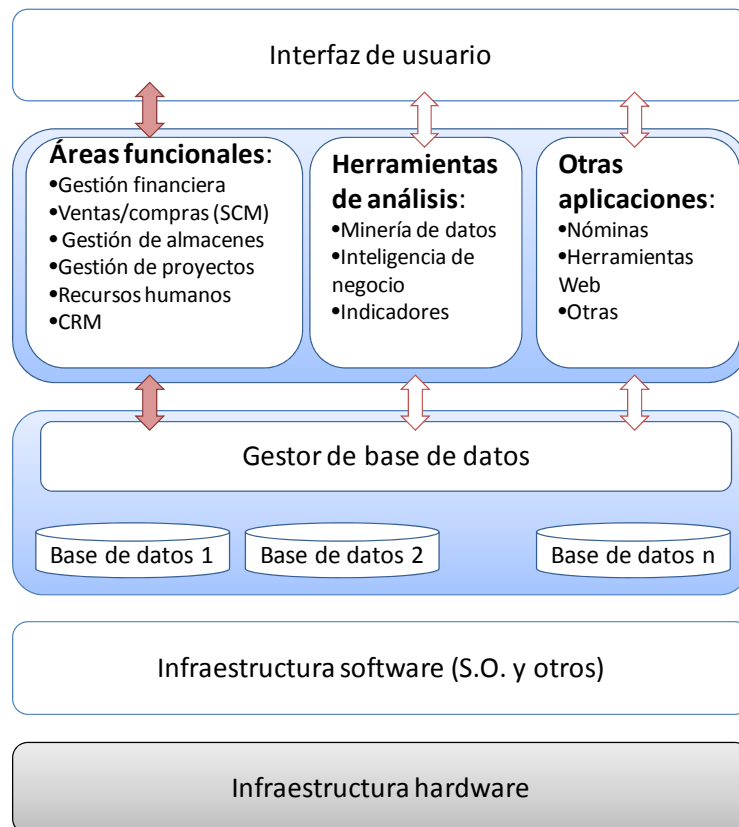 Interfaz de usuario
Áreas funcionales:
•Gestión financiera
•Ventas/compras (SCM)
• Gestión de almacenes
•Gestión de proyectos
•Recursos humanos
•CRM
Herramientas
de análisis:
•Minería de datos
•Inteligencia de
negocio
•Indicadores
Otras
aplicaciones:
•Nóminas
•Herramientas
Web
•Otras
Gestor de base de datos
Base de datos 1
Base de datos 2
Base de datos n
Infraestructura software (S.O. y otros)
Infraestructura hardware